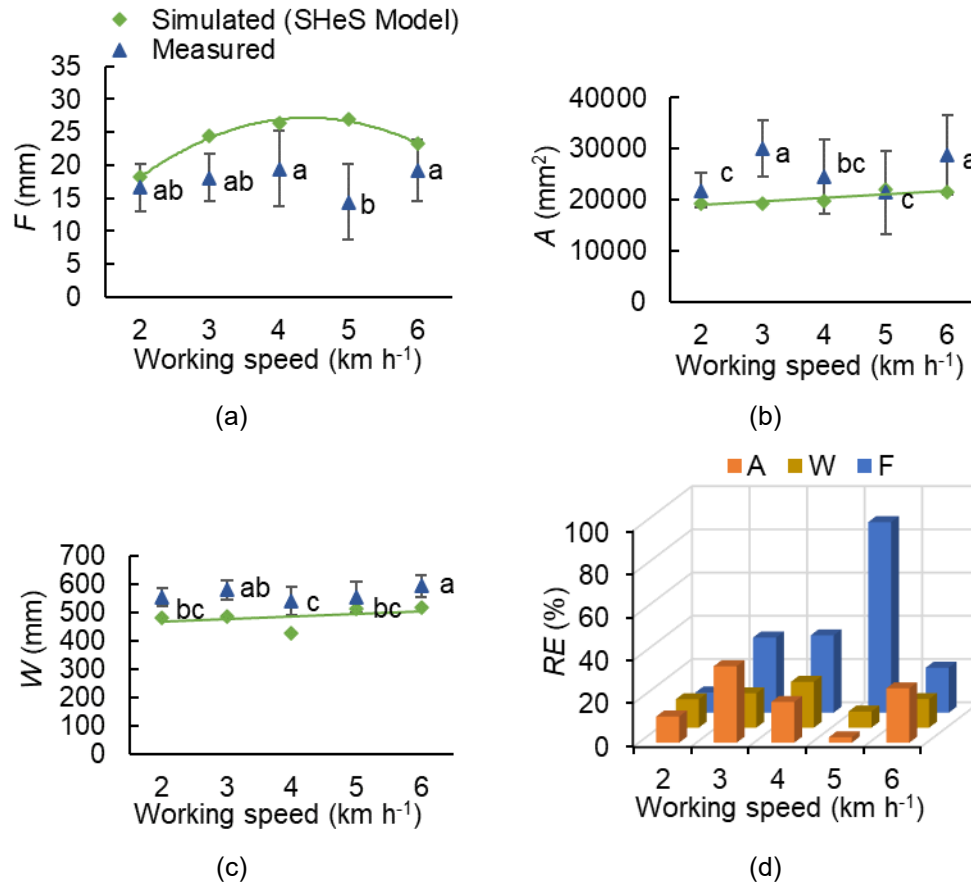 Simulated (SHeS Model)
Measured
35
30
25
20
15
10
5
0
F (mm)
ab
ab
a
b
a
2 3 4 5 6
Working speed (km h⁻¹)
(a)
40000
30000
20000
10000
0
A (mm²)
c
a
bc
c
a
2 3 4 5 6
Working speed (km h⁻¹)
(b)
700
600
500
400
300
200
100
0
W (mm)
bc
ab
c
bc
a
2 3 4 5 6
Working speed (km h⁻¹)
(c)
A W F
100
80
60
40
20
0
RE (%)
2 3 4 5 6
Working speed (km h⁻¹)
(d)